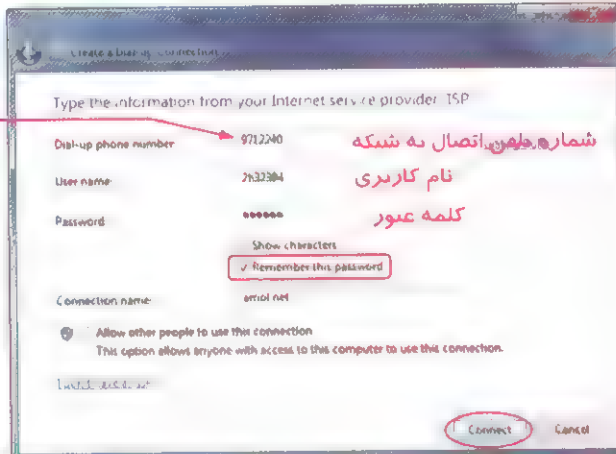 Create a Dial-up Connection
Type the information from your Internet service provider ISP
Dial-up phone number 9712240 شماره تلفن اتصال به شبکه
User name نام کاربری
Password ●●●●●● کلمه عبور
Show characters
✓ Remember this password
Connection name amol net
Allow other people to use this connection
This option allows anyone with access to this computer to use this connection.
Connect Cancel